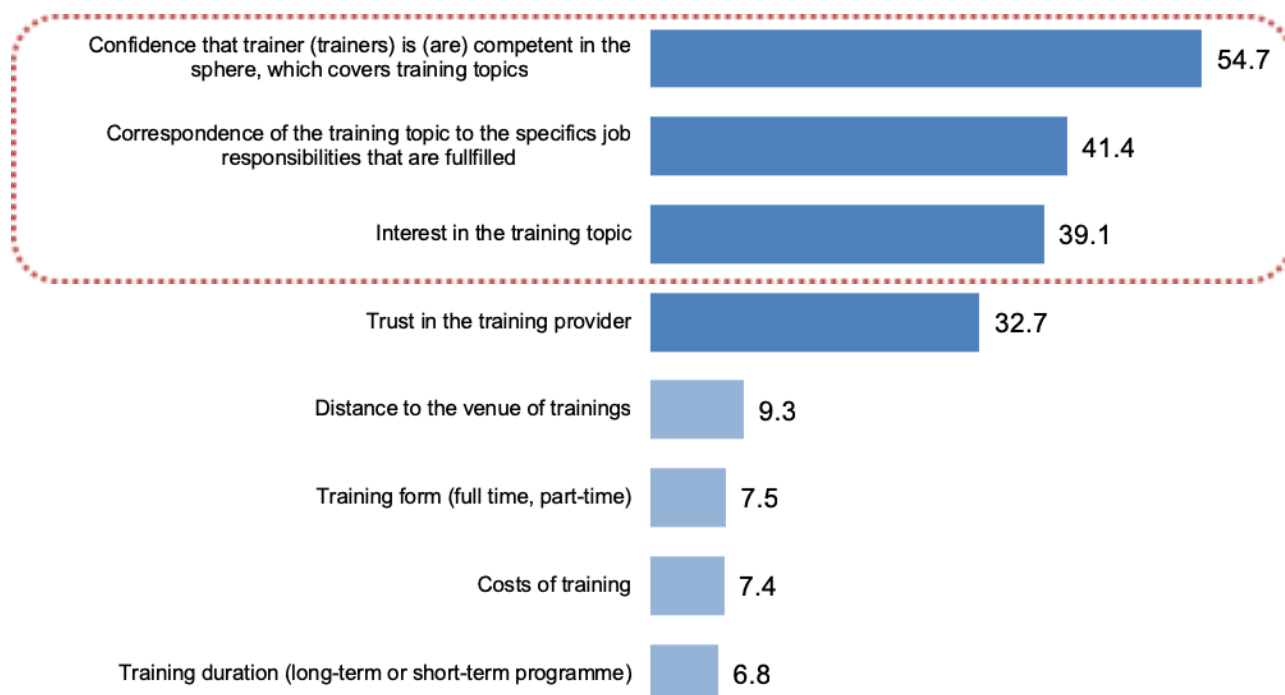 Confidence that trainer (trainers) is (are) competent in the
sphere, which covers training topics
54.7
Correspondence of the training topic to the specifics job
responsibilities that are fullfilled
41.4
Interest in the training topic
39.1
Trust in the training provider
32.7
Distance to the venue of trainings
9.3
Training form (full time, part-time)
7.5
Costs of training
7.4
Training duration (long-term or short-term programme)
6.8